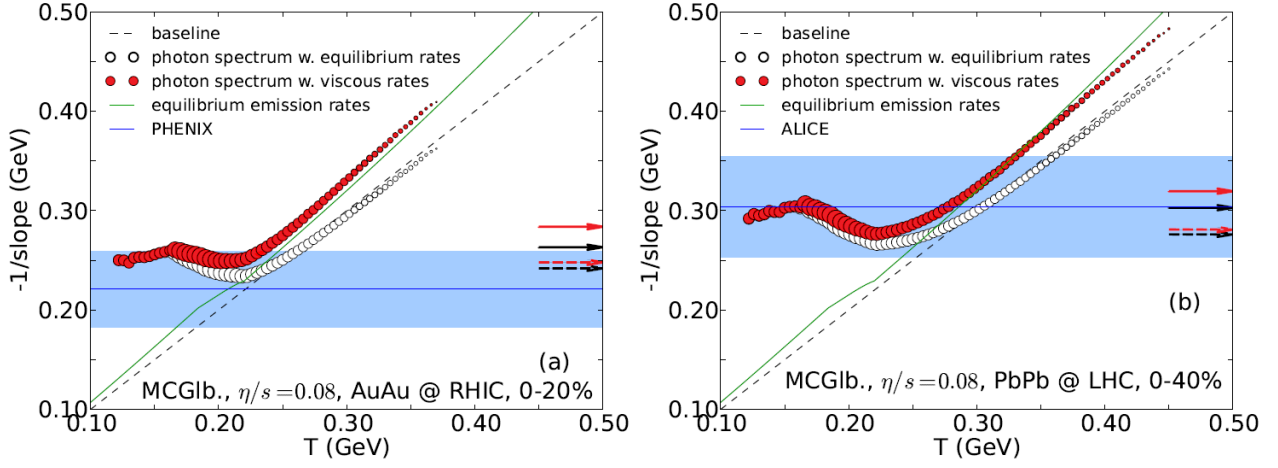 0.50
0.40
0.30
0.20
0.10
-1/slope (GeV)
baseline
photon spectrum w. equilibrium rates
photon spectrum w. viscous rates
equilibrium emission rates
PHENIX
(a)
MCGlb., η/s=0.08, AuAu @ RHIC, 0-20%
0.10 0.20 0.30 0.40 0.50
T (GeV)
0.50
0.40
0.30
0.20
0.10
-1/slope (GeV)
baseline
photon spectrum w. equilibrium rates
photon spectrum w. viscous rates
equilibrium emission rates
ALICE
(b)
MCGlb., η/s=0.08, PbPb @ LHC, 0-40%
0.10 0.20 0.30 0.40 0.50
T (GeV)